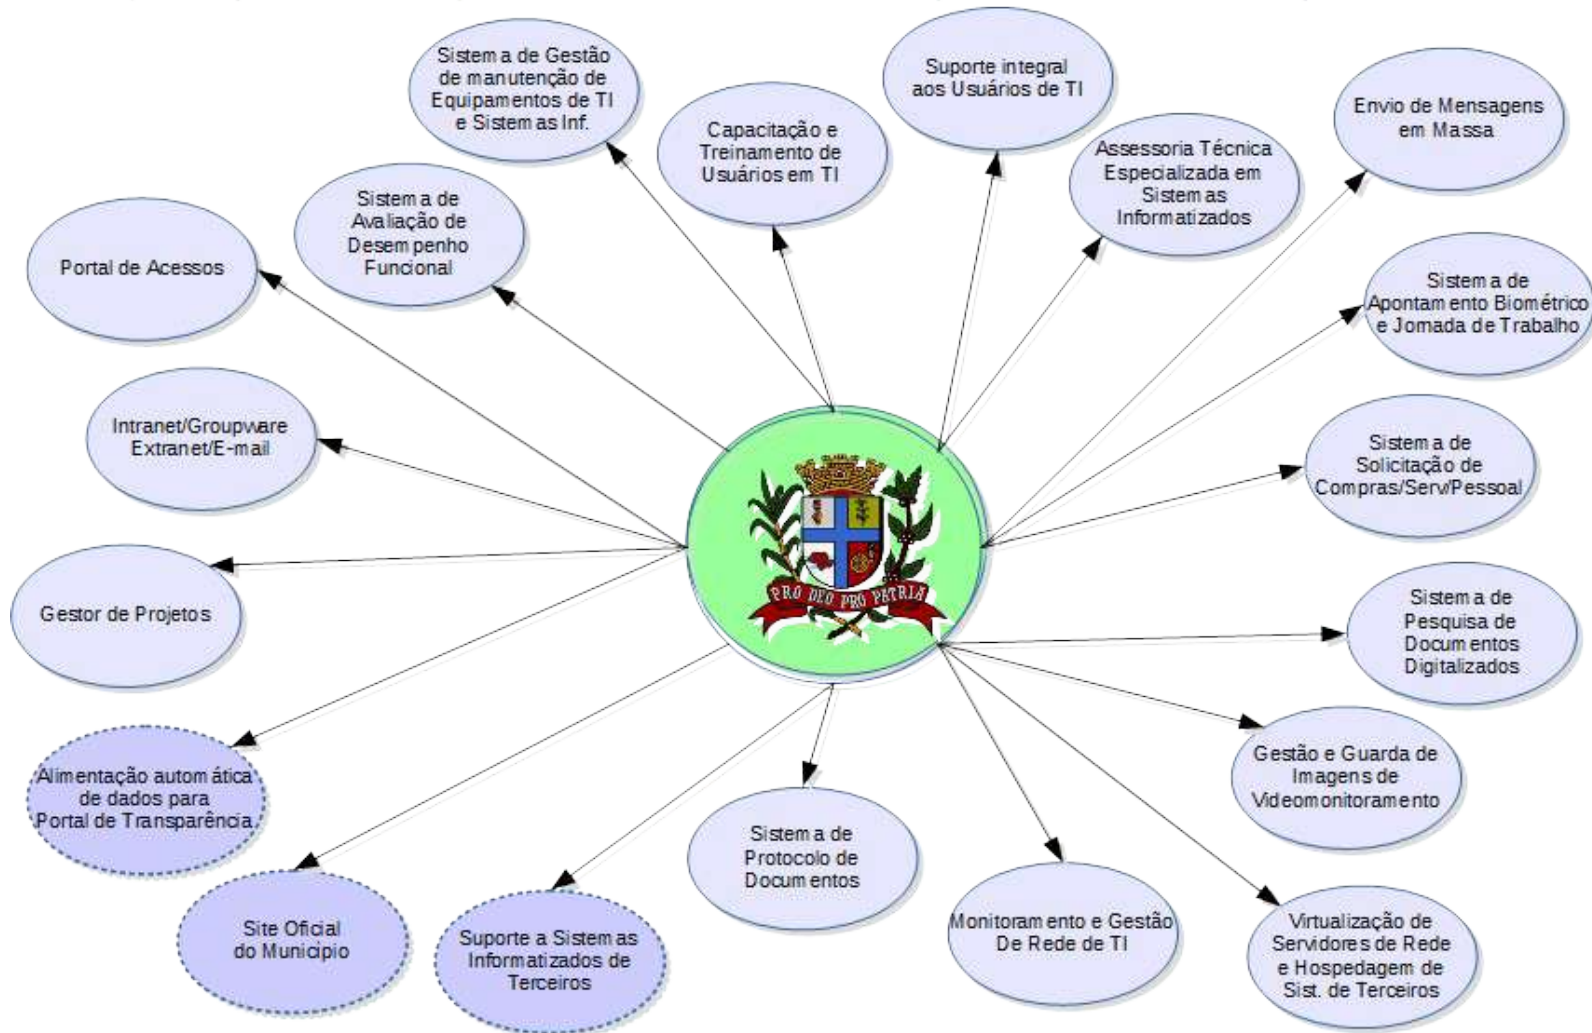 Sistema de Gestão
de manutenção de
Equipamentos de TI
e Sistemas Inf.
Suporte integral
aos Usuários de TI
Envio de Mensagens
em Massa
Capacitação e
Treinamento de
Usuários em TI
Assessoria Técnica
Especializada em
Sistemas
Informatizados
Sistema de
Avaliação de
Desempenho
Funcional
Portal de Acessos
Sistema de
Apontamento Biométrico
e Jornada de Trabalho
Intranet/Groupware
Extranet/E-mail
Sistema de
Solicitação de
Compras/Serv/Pessoal
PRO DEO PRO PATRIA
Gestor de Projetos
Sistema de
Pesquisa de
Documentos
Digitalizados
Alimentação automática
de dados para
Portal de Transparência
Gestão e Guarda de
Imagens de
Videomonitoramento
Sistema de
Protocolo de
Documentos
Site Oficial
do Município
Suporte a Sistemas
Informatizados de
Terceiros
Monitoramento e Gestão
De Rede de TI
Virtualização de
Servidores de Rede
e Hospedagem de
Sist. de Terceiros